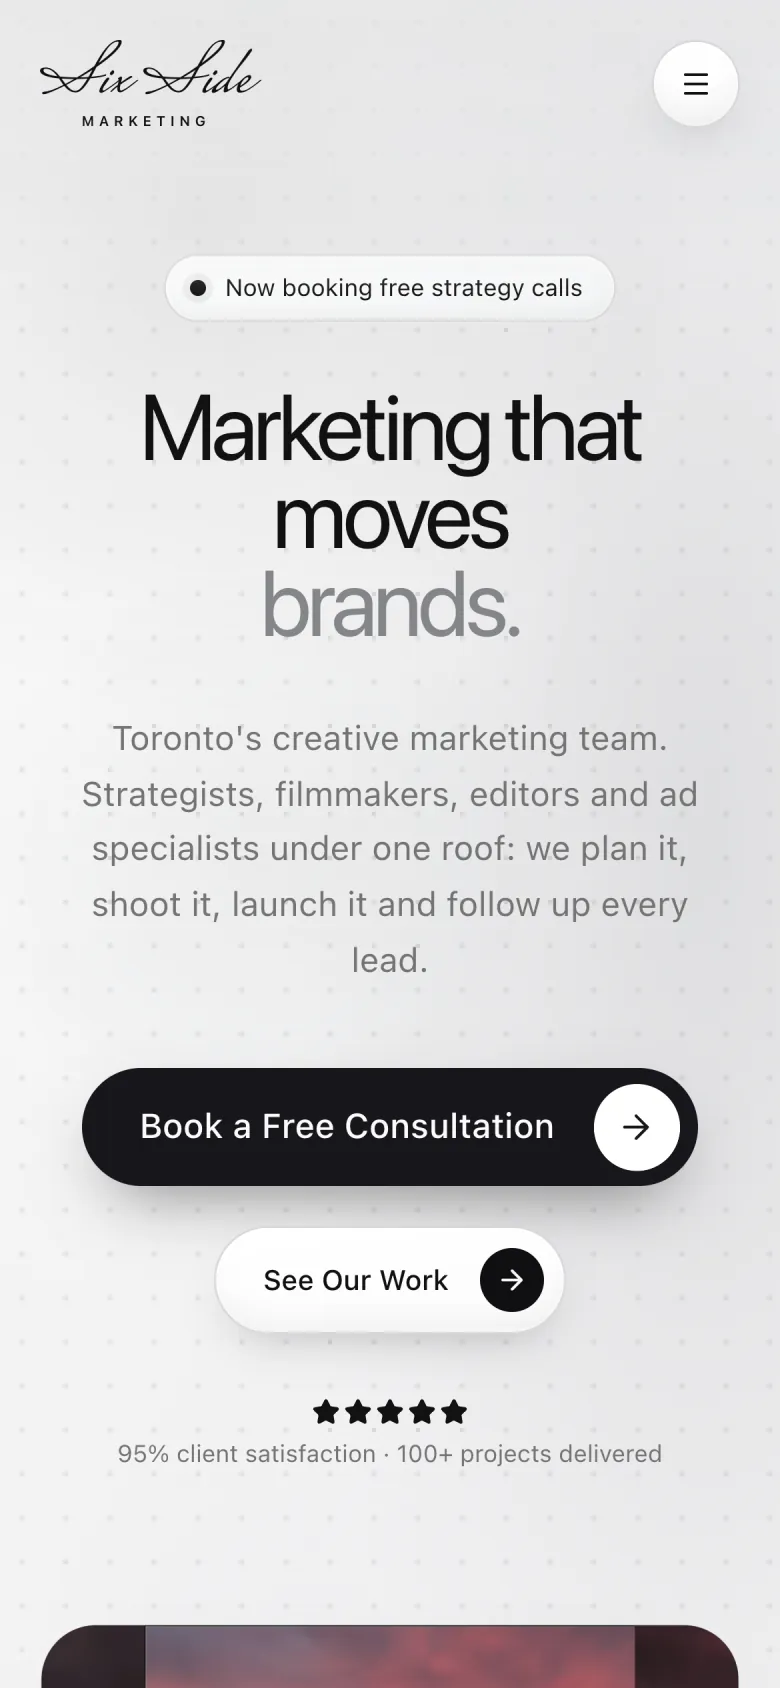 Six Side
MARKETING
Now booking free strategy calls
Marketing that
moves
brands.
Toronto's creative marketing team.
Strategists, filmmakers, editors and ad
specialists under one roof: we plan it,
shoot it, launch it and follow up every
lead.
Book a Free Consultation
See Our Work
95% client satisfaction · 100+ projects delivered